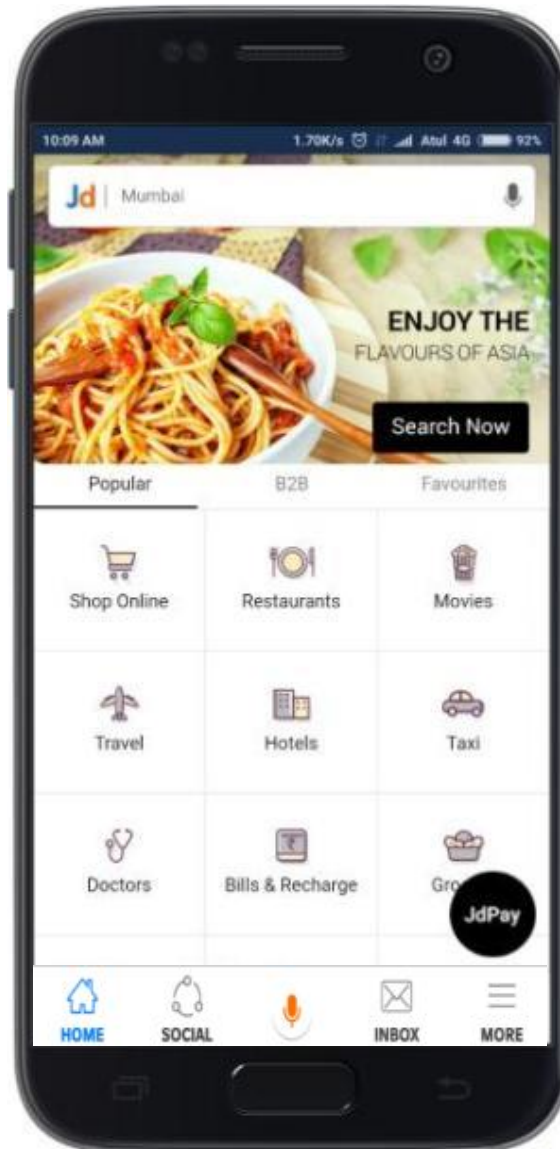 10:09 AM 1.70K/s Atul 4G 92%
Jd | Mumbai
ENJOY THE
FLAVOURS OF ASIA
Search Now
Popular B2B Favourites
Shop Online Restaurants Movies
Travel Hotels Taxi
Doctors Bills & Recharge Gro
JdPay
HOME SOCIAL INBOX MORE